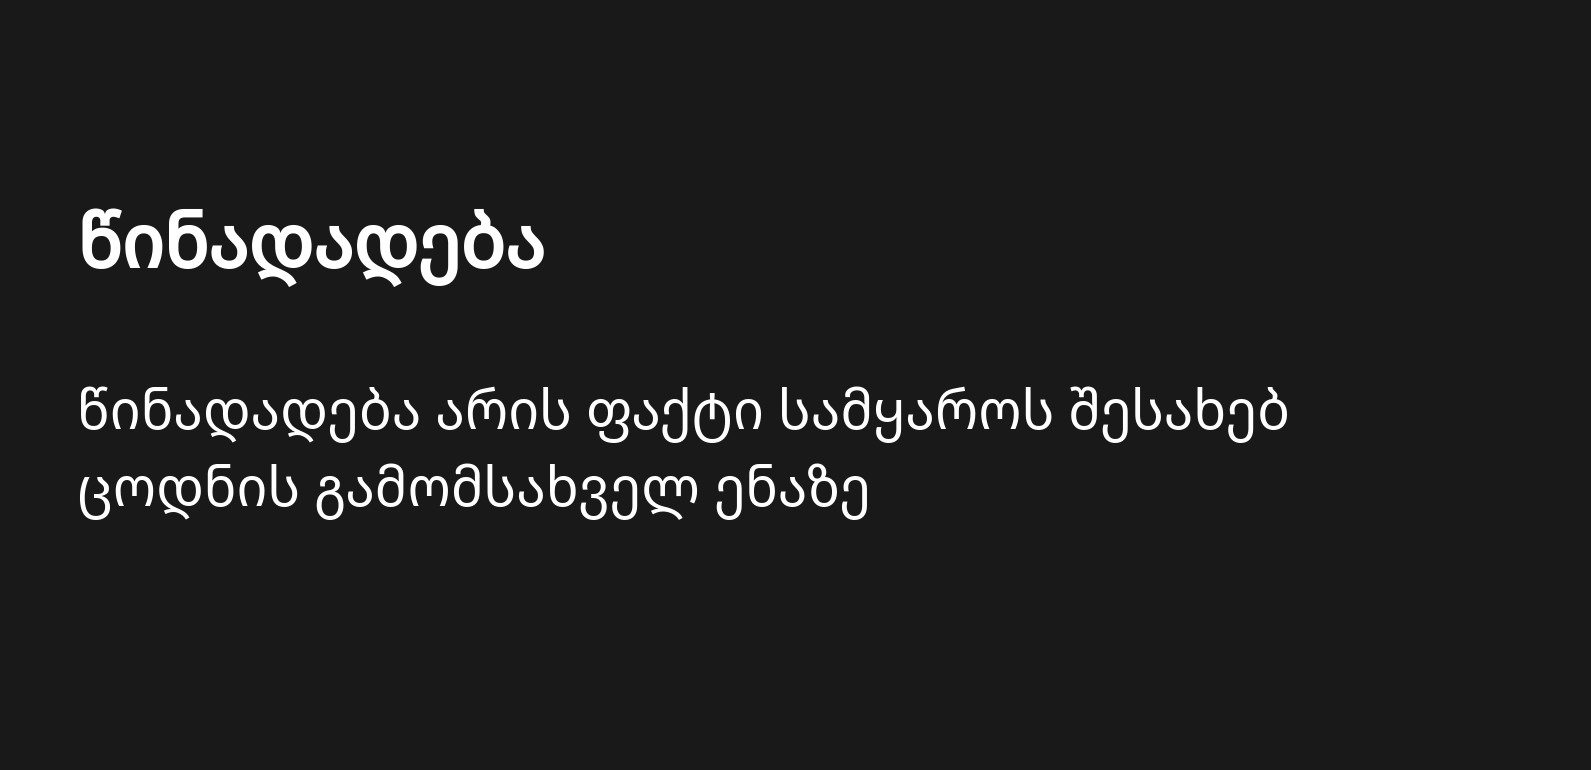 წინადადება
წინადადება არის ფაქტი სამყაროს შესახებ
ცოდნის გამომსახველ ენაზე